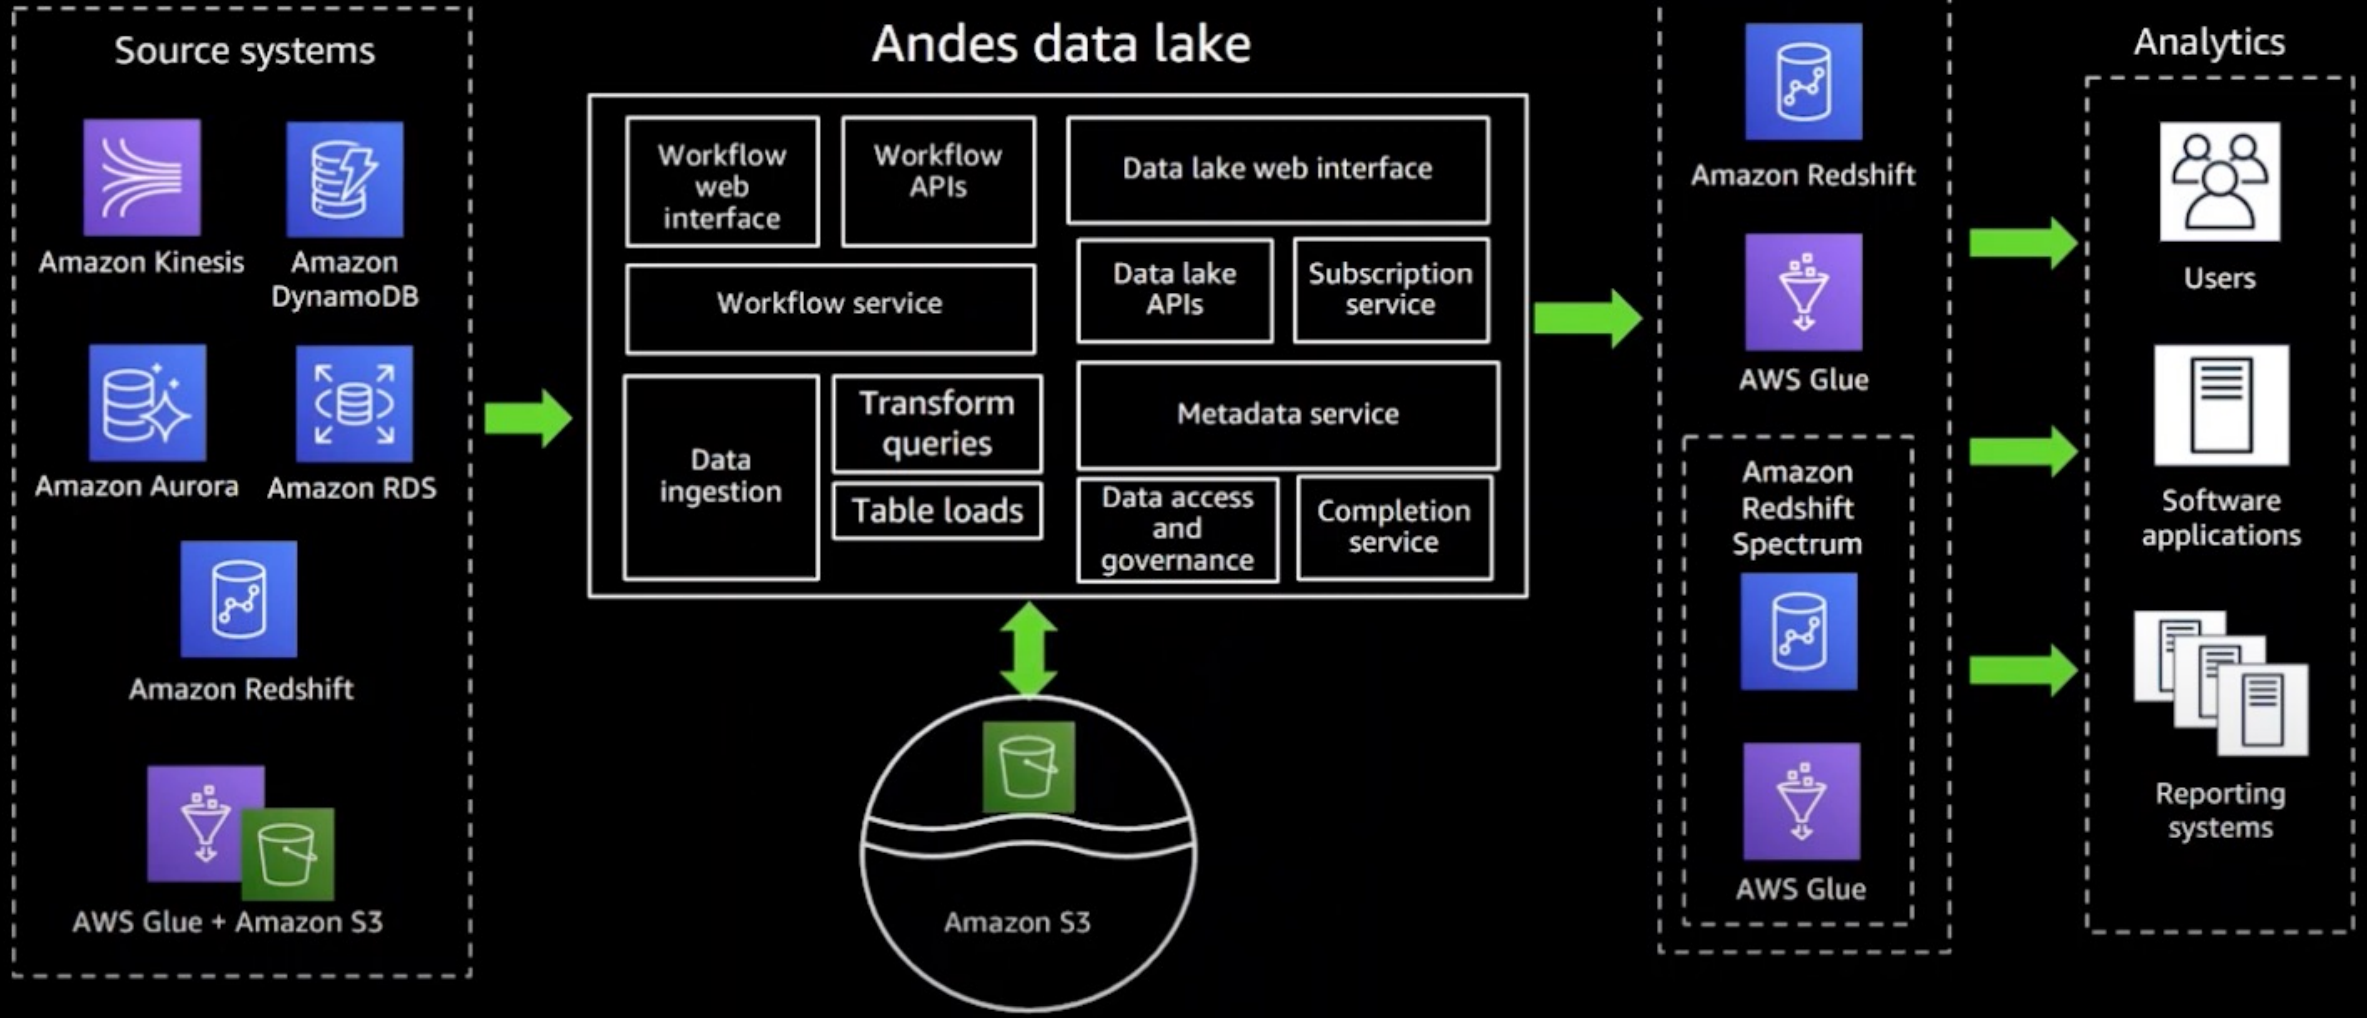 Source systems
Amazon Kinesis
Amazon
DynamoDB
Amazon Aurora
Amazon RDS
Amazon Redshift
AWS Glue + Amazon S3
Andes data lake
Workflow
web
interface
Workflow
APIs
Data lake web interface
Workflow service
Data lake
APIs
Subscription
service
Data
ingestion
Transform
queries
Table loads
Metadata service
Data access
and
governance
Completion
service
Amazon S3
Amazon Redshift
AWS Glue
Amazon
Redshift
Spectrum
AWS Glue
Analytics
Users
Software
applications
Reporting
systems